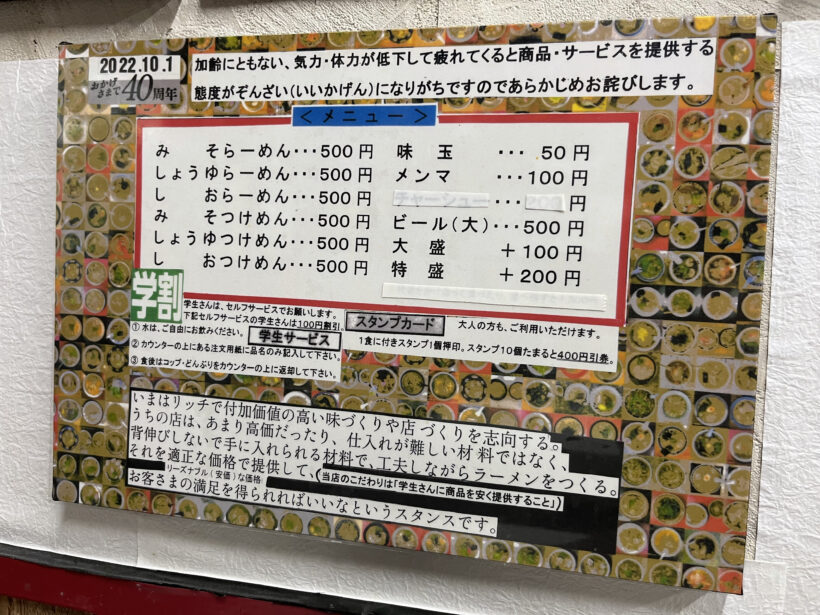 2022.10.1
おかげさまで40周年
加齢にともない、気力・体力が低下して疲れてくると商品・サービスを提供する
態度がぞんざい(いいかげん)になりがちですのであらかじめお詫びします。
<メニュー>
み そらーめん・・・500円
しょうゆらーめん・・・500円
し おらーめん・・・500円
み そつけめん・・・500円
しょうゆつけめん・・・500円
し おつけめん・・・500円
味 玉 ・・・ 50円
メンマ ・・・100円
チャーシュー ・・・200円
ビール(大)・・・500円
大 盛 +100円
特 盛 +200円
学割
学生さんは、セルフサービスでお願いします。
下記セルフサービスの学生さんは100円割引。
学生サービス
① 水は、ご自由にお飲みください。
② カウンターの上にある注文用紙に品名のみ記入して下さい。
③ 食後はコップ・どんぶりをカウンターの上に返却して下さい。
スタンプカード
大人の方も、ご利用いただけます。
1食に付きスタンプ1個押印。スタンプ10個たまると400円引券。
いまはリッチで付加価値の高い味づくりや店づくりを志向する。
うちの店は、あまり高価だったり、仕入れが難しい材料ではなく、
背伸びしないで手に入れられる材料で、工夫しながらラーメンをつくる。
それを適正な価格で提供して、
リーズナブル(安価)な価格
(当店のこだわりは「学生さんに商品を安く提供すること」)
お客さまの満足を得られればいいなというスタンスです。